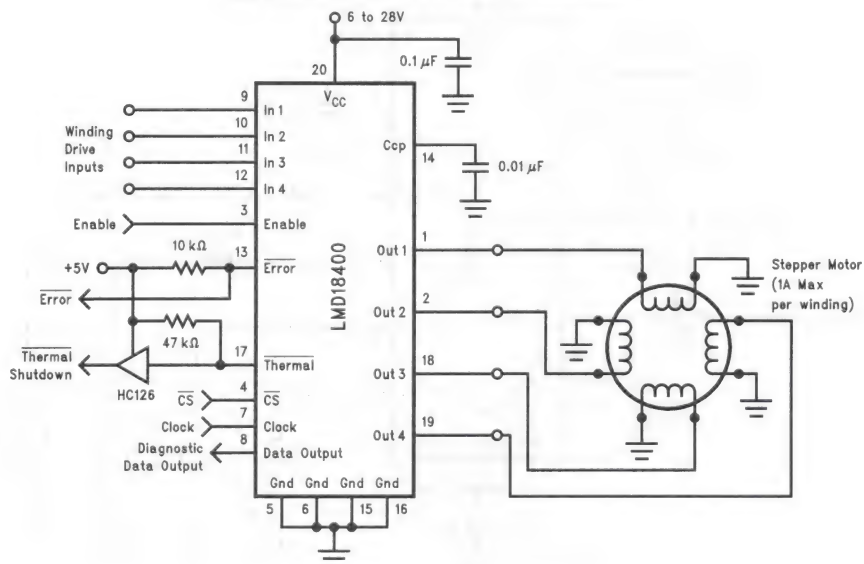 6 to 28V
0.1 μF
20
VCC
9
In 1
10
In 2
11
In 3
12
In 4
Winding
Drive
Inputs
Ccp
14
0.01 μF
3
Enable
Enable
10 kΩ
13
+5V
Error
Error
LMD18400
Out 1
1
Out 2
2
Out 3
18
Out 4
19
Stepper Motor
(1A Max
per winding)
47 kΩ
17
Thermal
Thermal
Shutdown
HC126
4
CS
CS
7
Clock
Clock
8
Diagnostic
Data Output
Data Output
Gnd Gnd Gnd Gnd
5 6 15 16